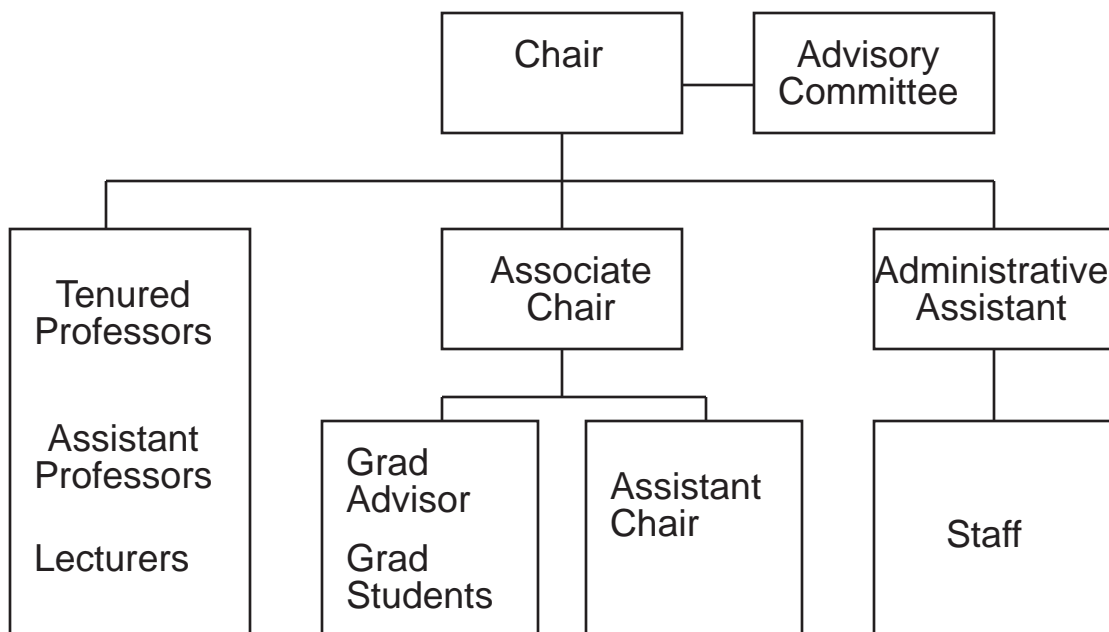 Chair
Advisory
Committee
Tenured
Professors
Assistant
Professors
Lecturers
Associate
Chair
Grad
Advisor
Grad
Students
Assistant
Chair
Administrative
Assistant
Staff